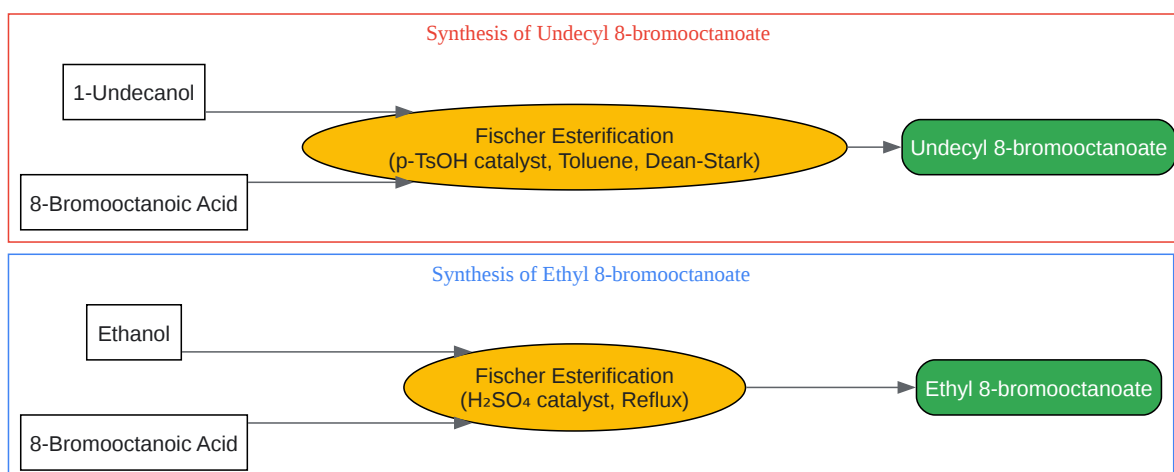 Synthesis of Undecyl 8-bromooctanoate
1-Undecanol
Fischer Esterification
(p-TsOH catalyst, Toluene, Dean-Stark)
Undecyl 8-bromooctanoate
8-Bromooctanoic Acid
Synthesis of Ethyl 8-bromooctanoate
Ethanol
Fischer Esterification
(H₂SO₄ catalyst, Reflux)
Ethyl 8-bromooctanoate
8-Bromooctanoic Acid